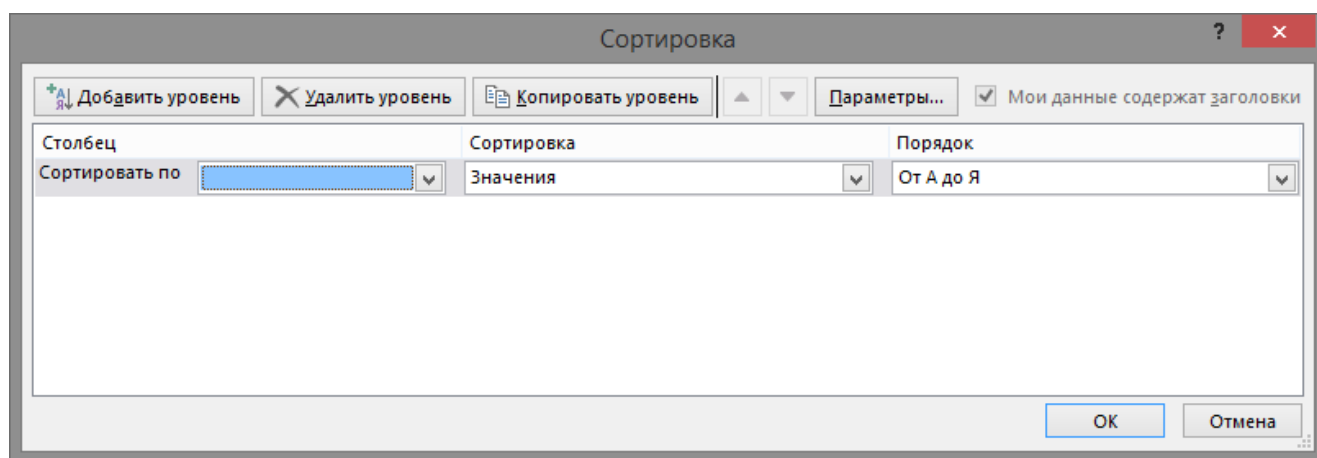 Сортировка ?
Добавить уровень Удалить уровень Копировать уровень Параметры... Мои данные содержат заголовки
Столбец Сортировка Порядок
Сортировать по Значения От А до Я
ОК Отмена